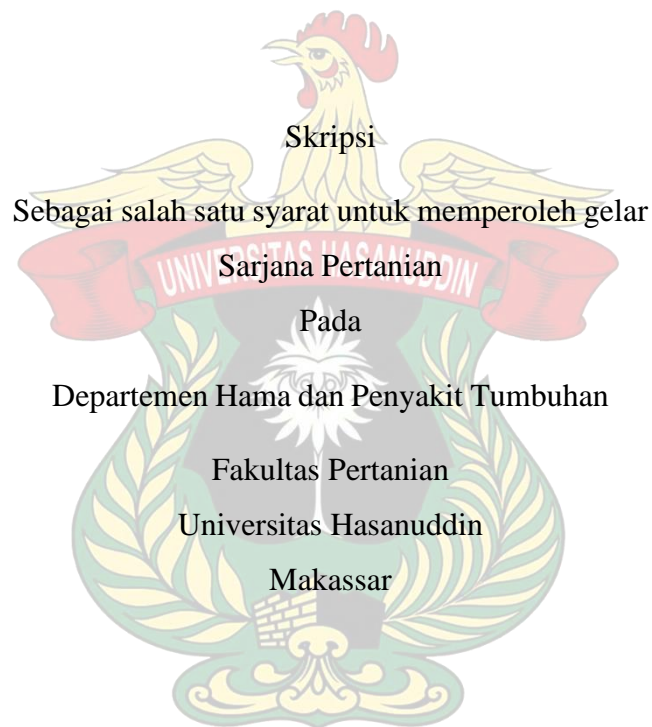 Skripsi
Sebagai salah satu syarat untuk memperoleh gelar
UNIVERSITAS HASANUDDIN
Sarjana Pertanian
Pada
Departemen Hama dan Penyakit Tumbuhan
Fakultas Pertanian
Universitas Hasanuddin
Makassar